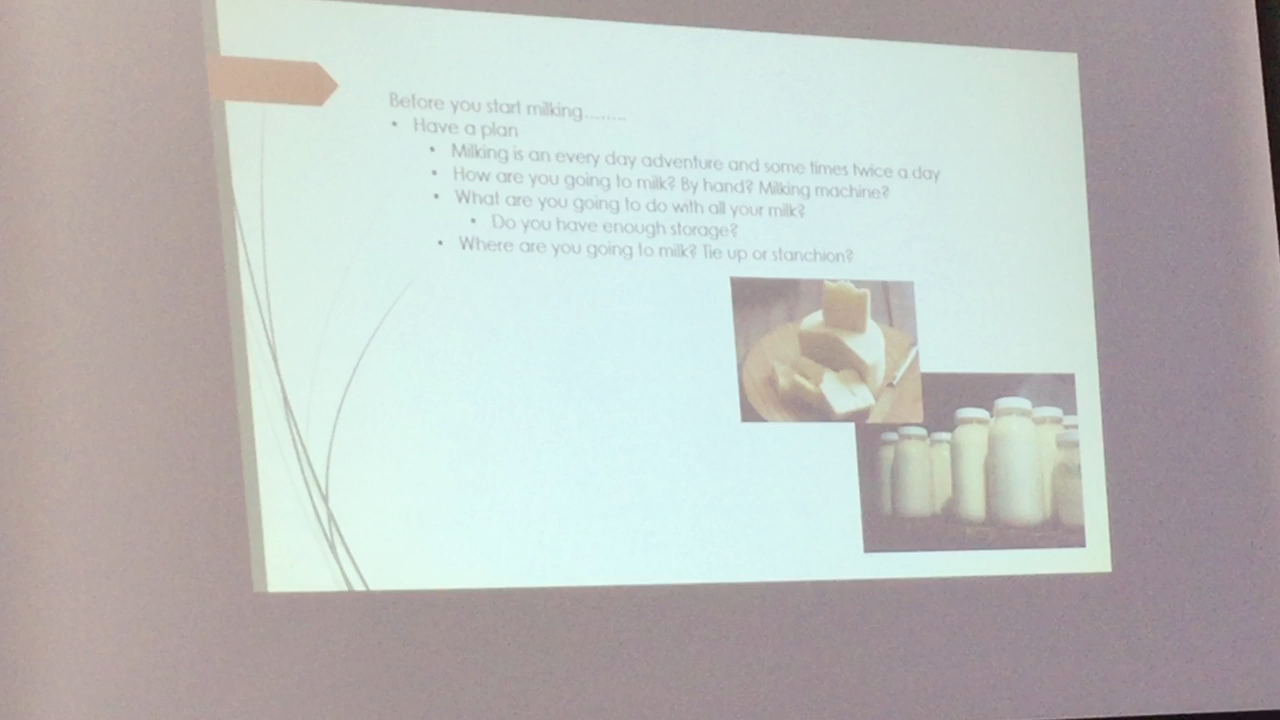 Before you start milking........
• Have a plan
• Milking is an every day adventure and some times twice a day
• How are you going to milk? By hand? Milking machine?
• What are you going to do with all your milk?
• Do you have enough storage?
• Where are you going to milk? Tie up or stanchion?